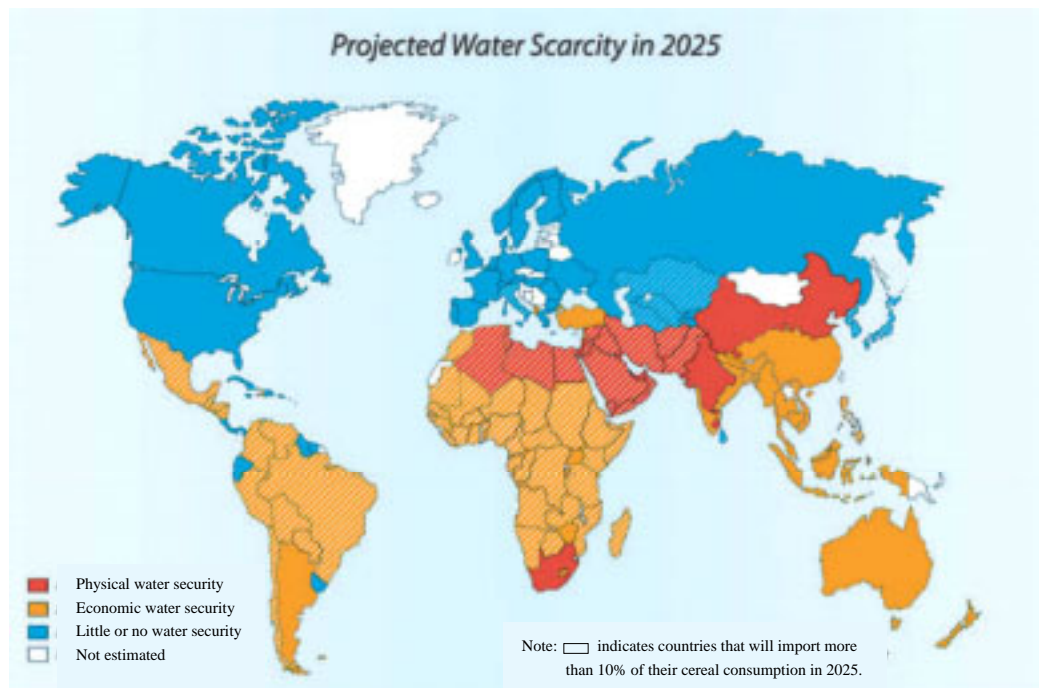 Projected Water Scarcity in 2025
Physical water security
Economic water security
Little or no water security
Not estimated
Note: indicates countries that will import more
than 10% of their cereal consumption in 2025.